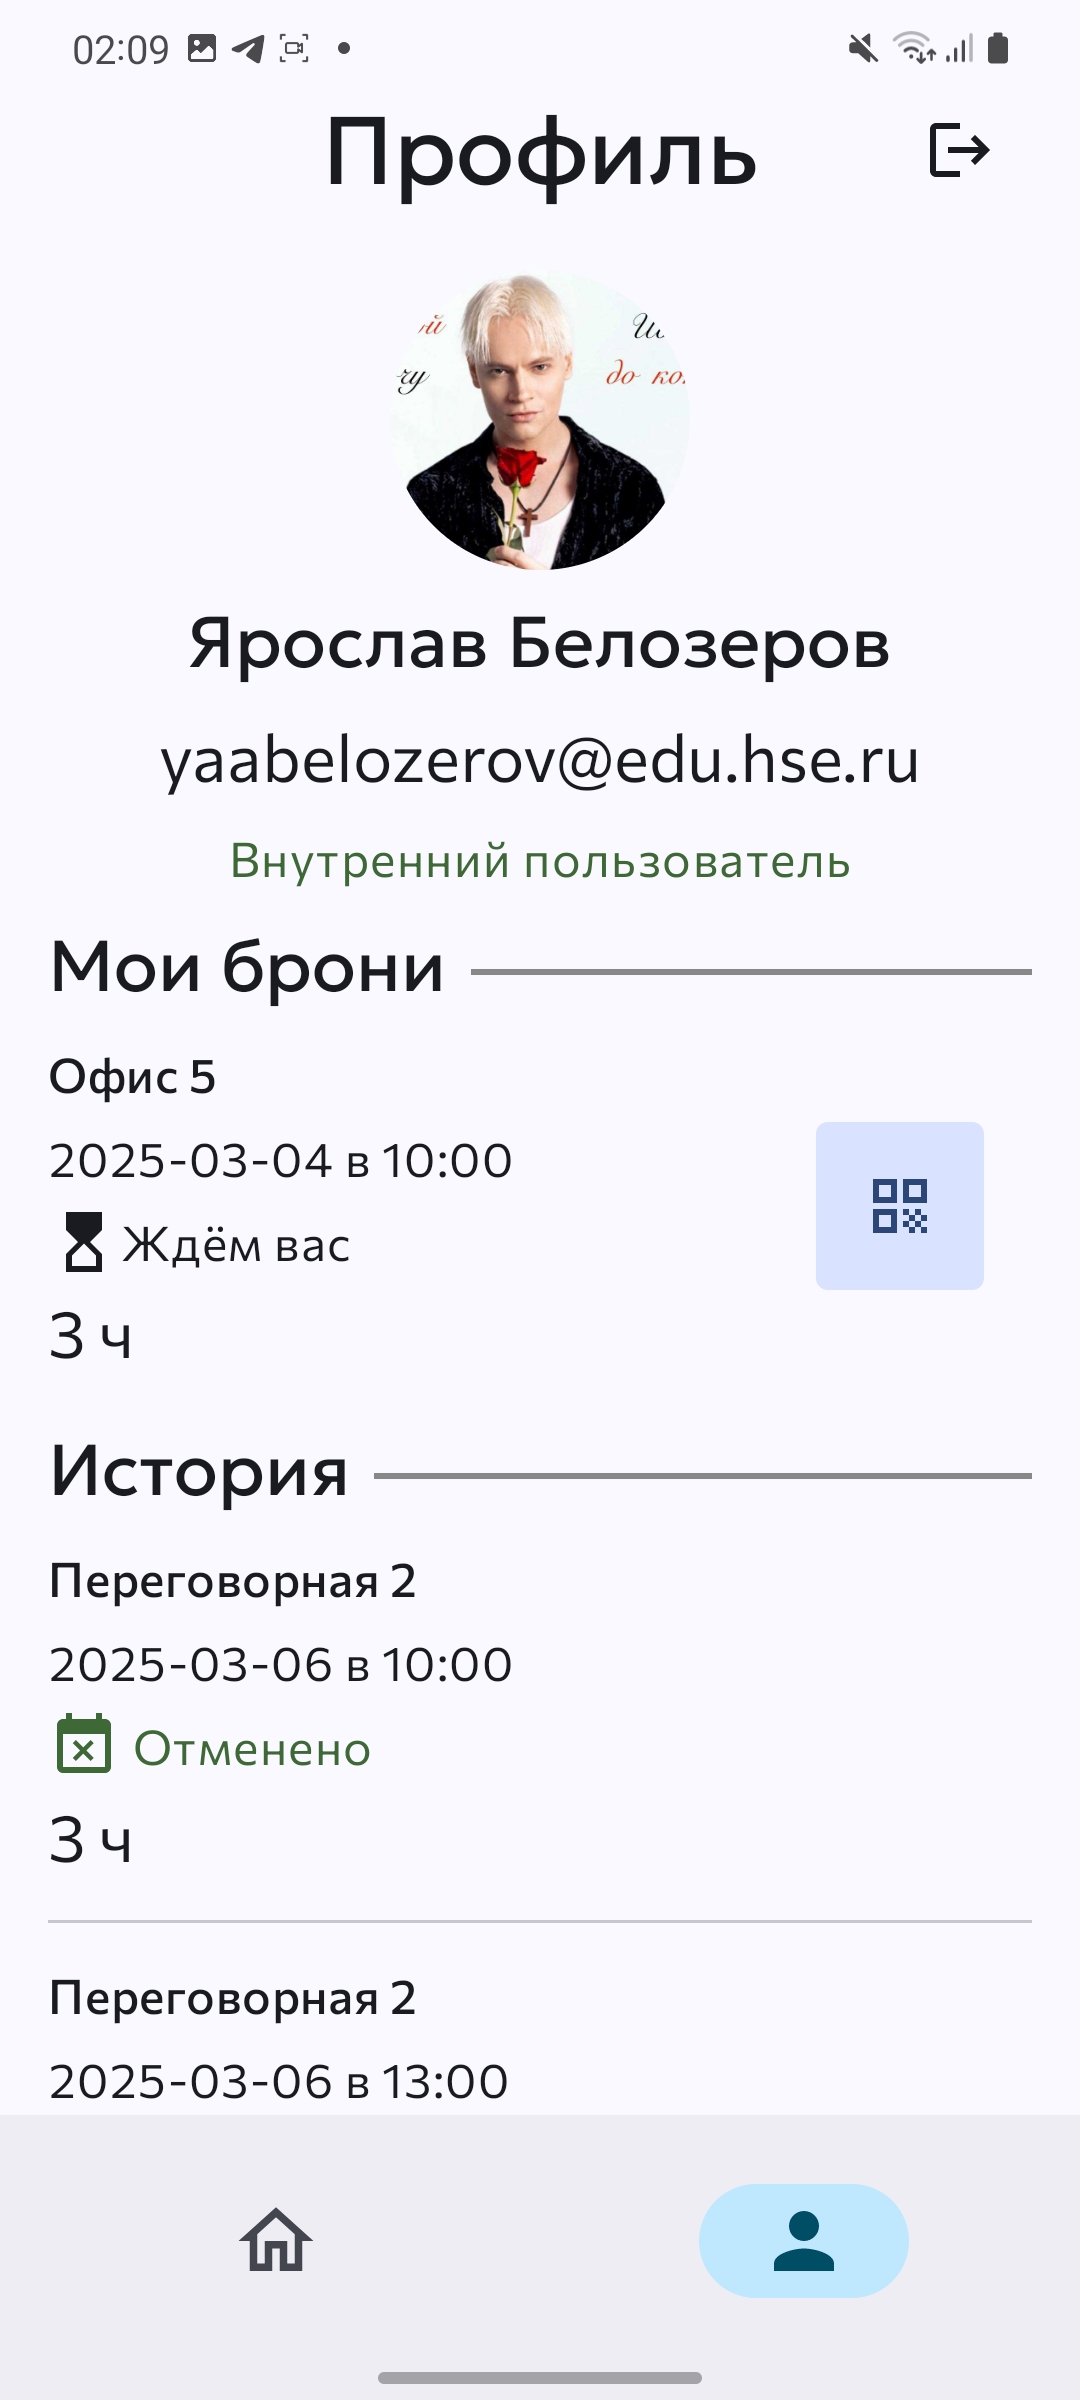 02:09
Профиль
до
Ярослав Белозеров
yaabelozerov@edu.hse.ru
Внутренний пользователь
Мои брони
Офис 5
2025-03-04 в 10:00
Ждём вас
3 ч
История
Переговорная 2
2025-03-06 в 10:00
Отменено
3 ч
Переговорная 2
2025-03-06 в 13:00